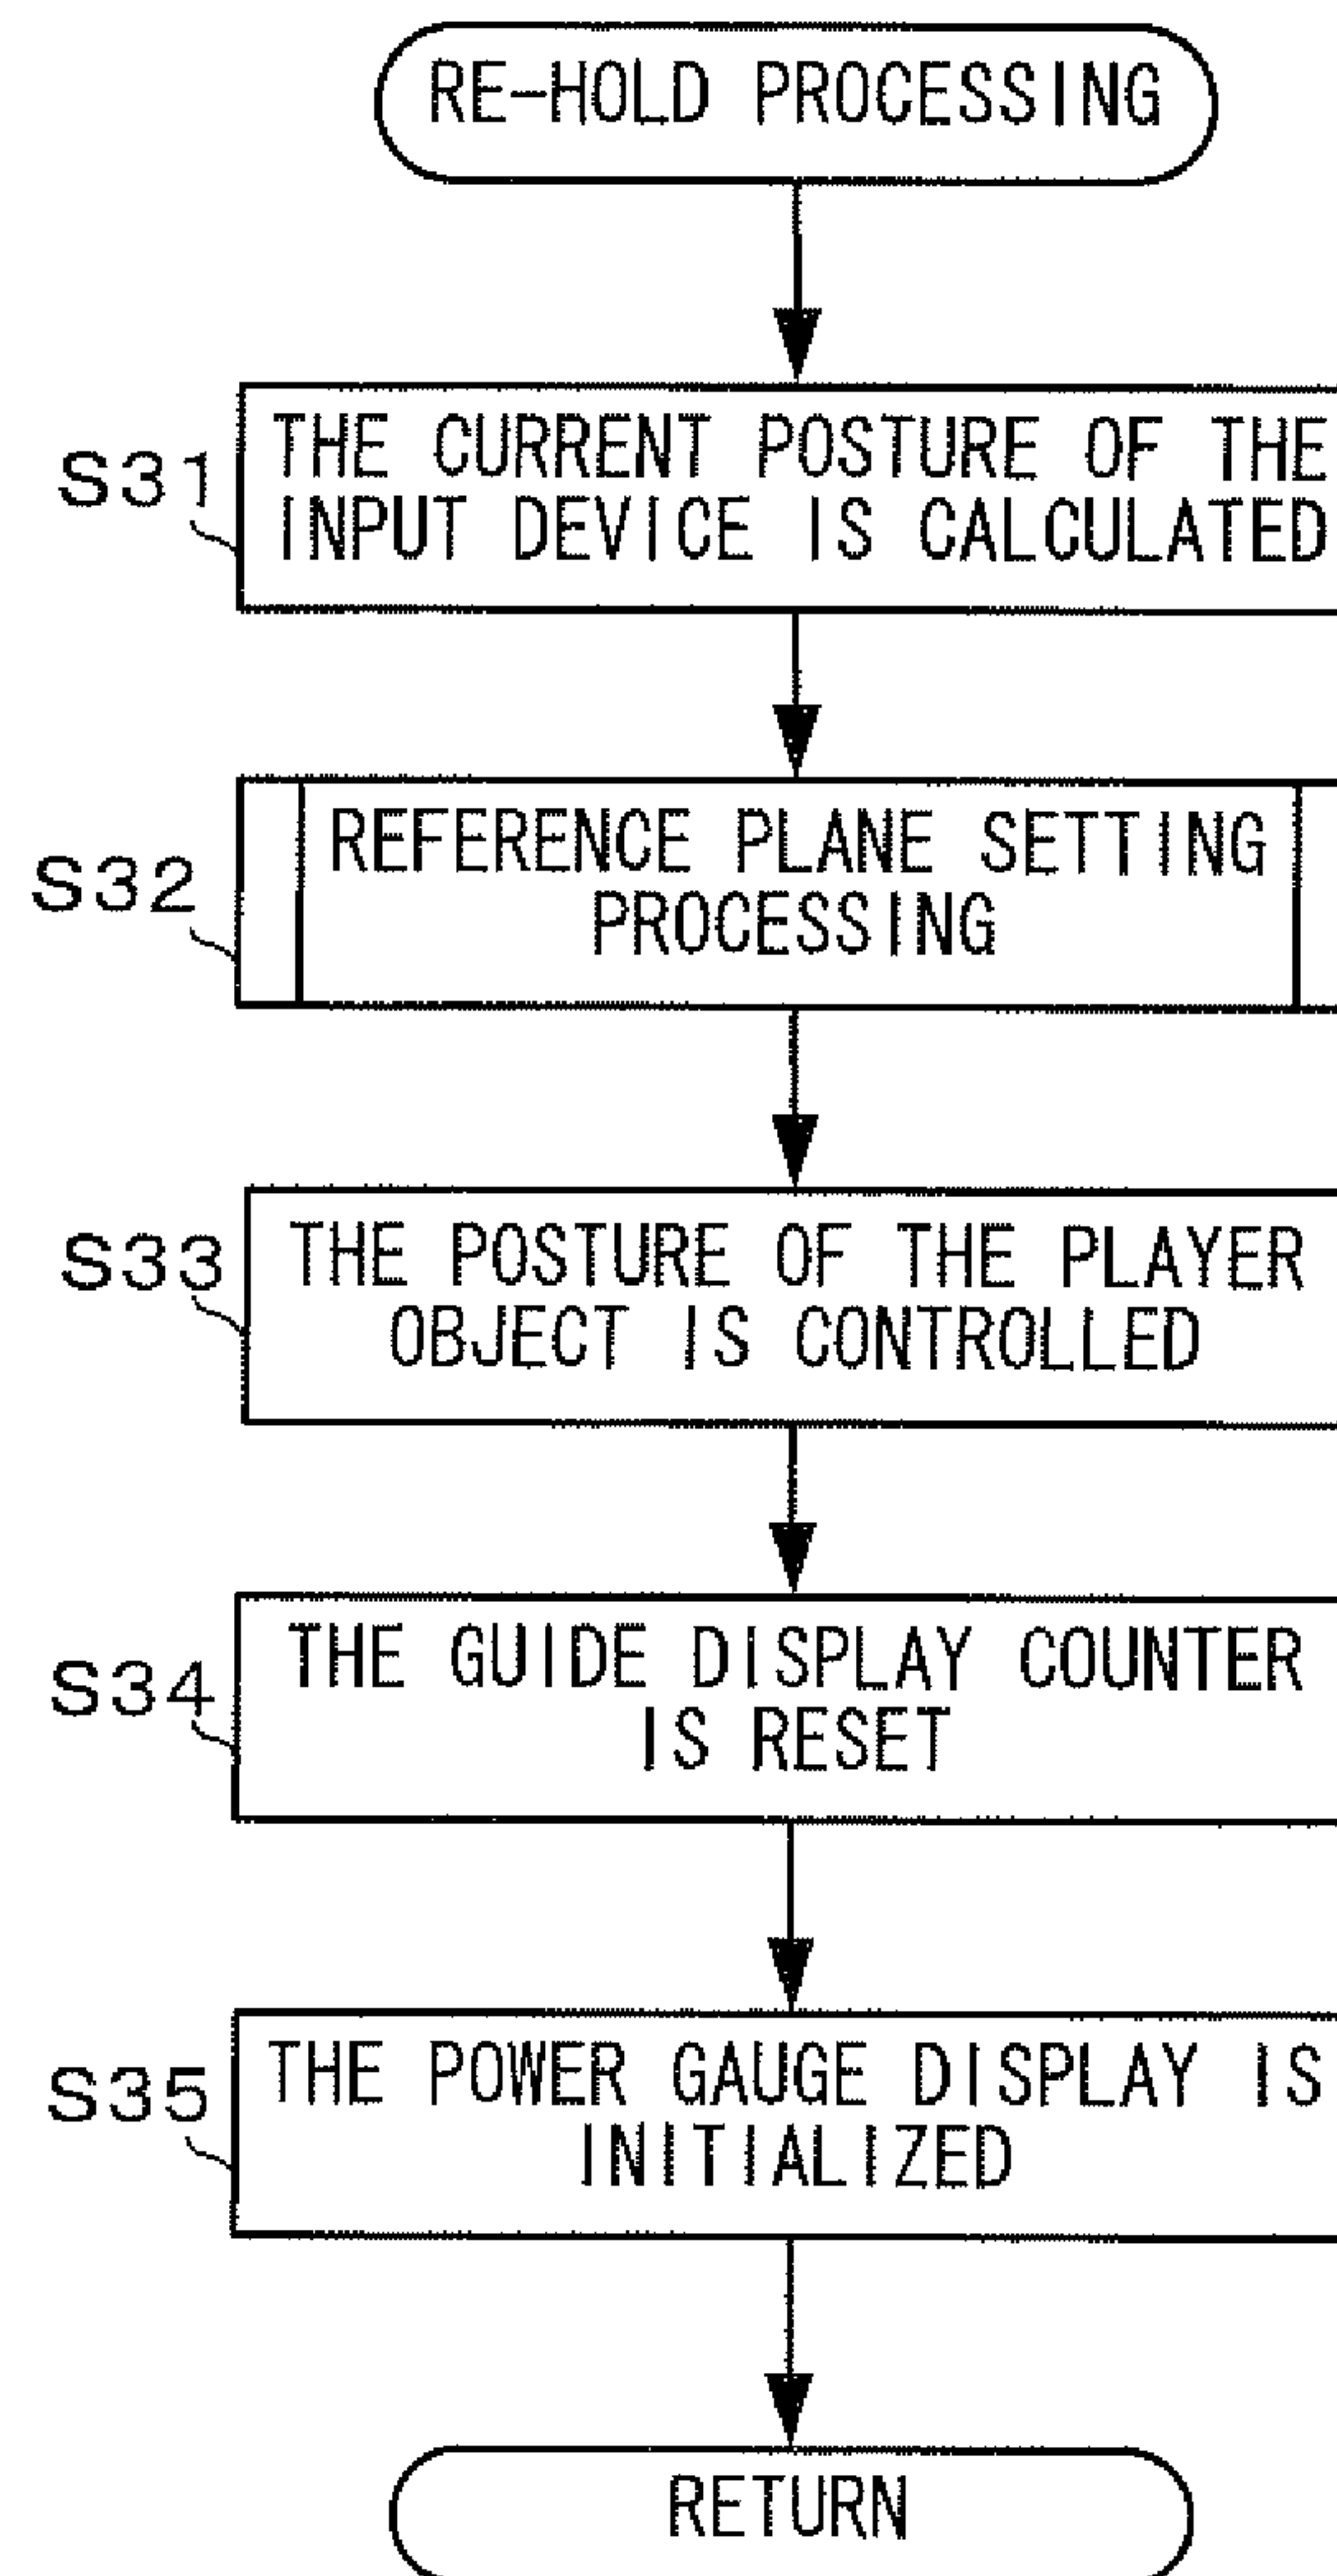 RE-HOLD PROCESSING
S31
THE CURRENT POSTURE OF THE
INPUT DEVICE IS CALCULATED
S32
REFERENCE PLANE SETTING
PROCESSING
S33
THE POSTURE OF THE PLAYER
OBJECT IS CONTROLLED
S34
THE GUIDE DISPLAY COUNTER
IS RESET
S35
THE POWER GAUGE DISPLAY IS
INITIALIZED
RETURN